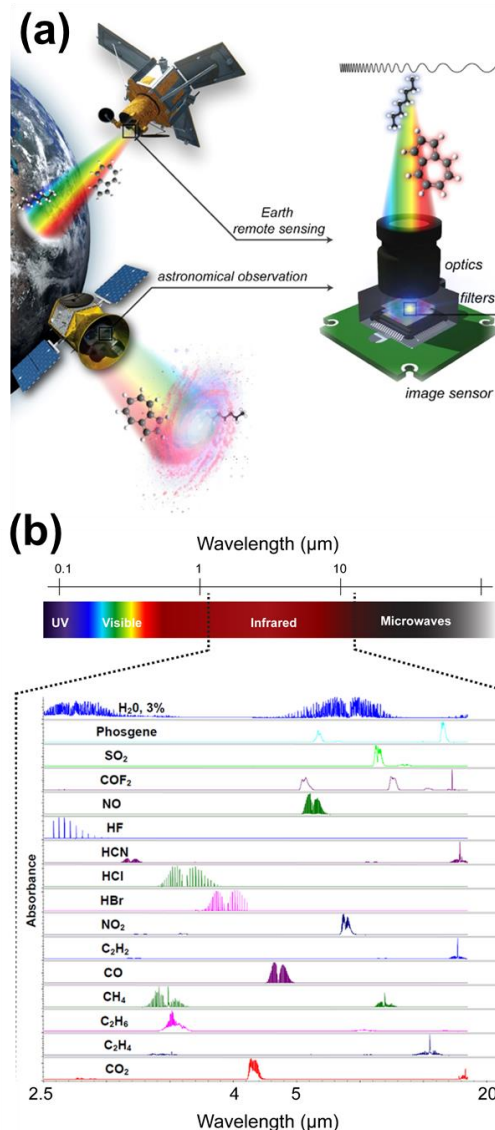 (a)
Earth
remote sensing
astronomical observation
optics
filters
image sensor
(b)
Wavelength (μm)
0.1 1 10
UV Visible Infrared Microwaves
H₂0, 3%
Phosgene
SO₂
COF₂
NO
HF
HCN
HCl
HBr
NO₂
C₂H₂
CO
CH₄
C₂H₆
C₂H₄
CO₂
Absorbance
2.5 4 5 20
Wavelength (μm)